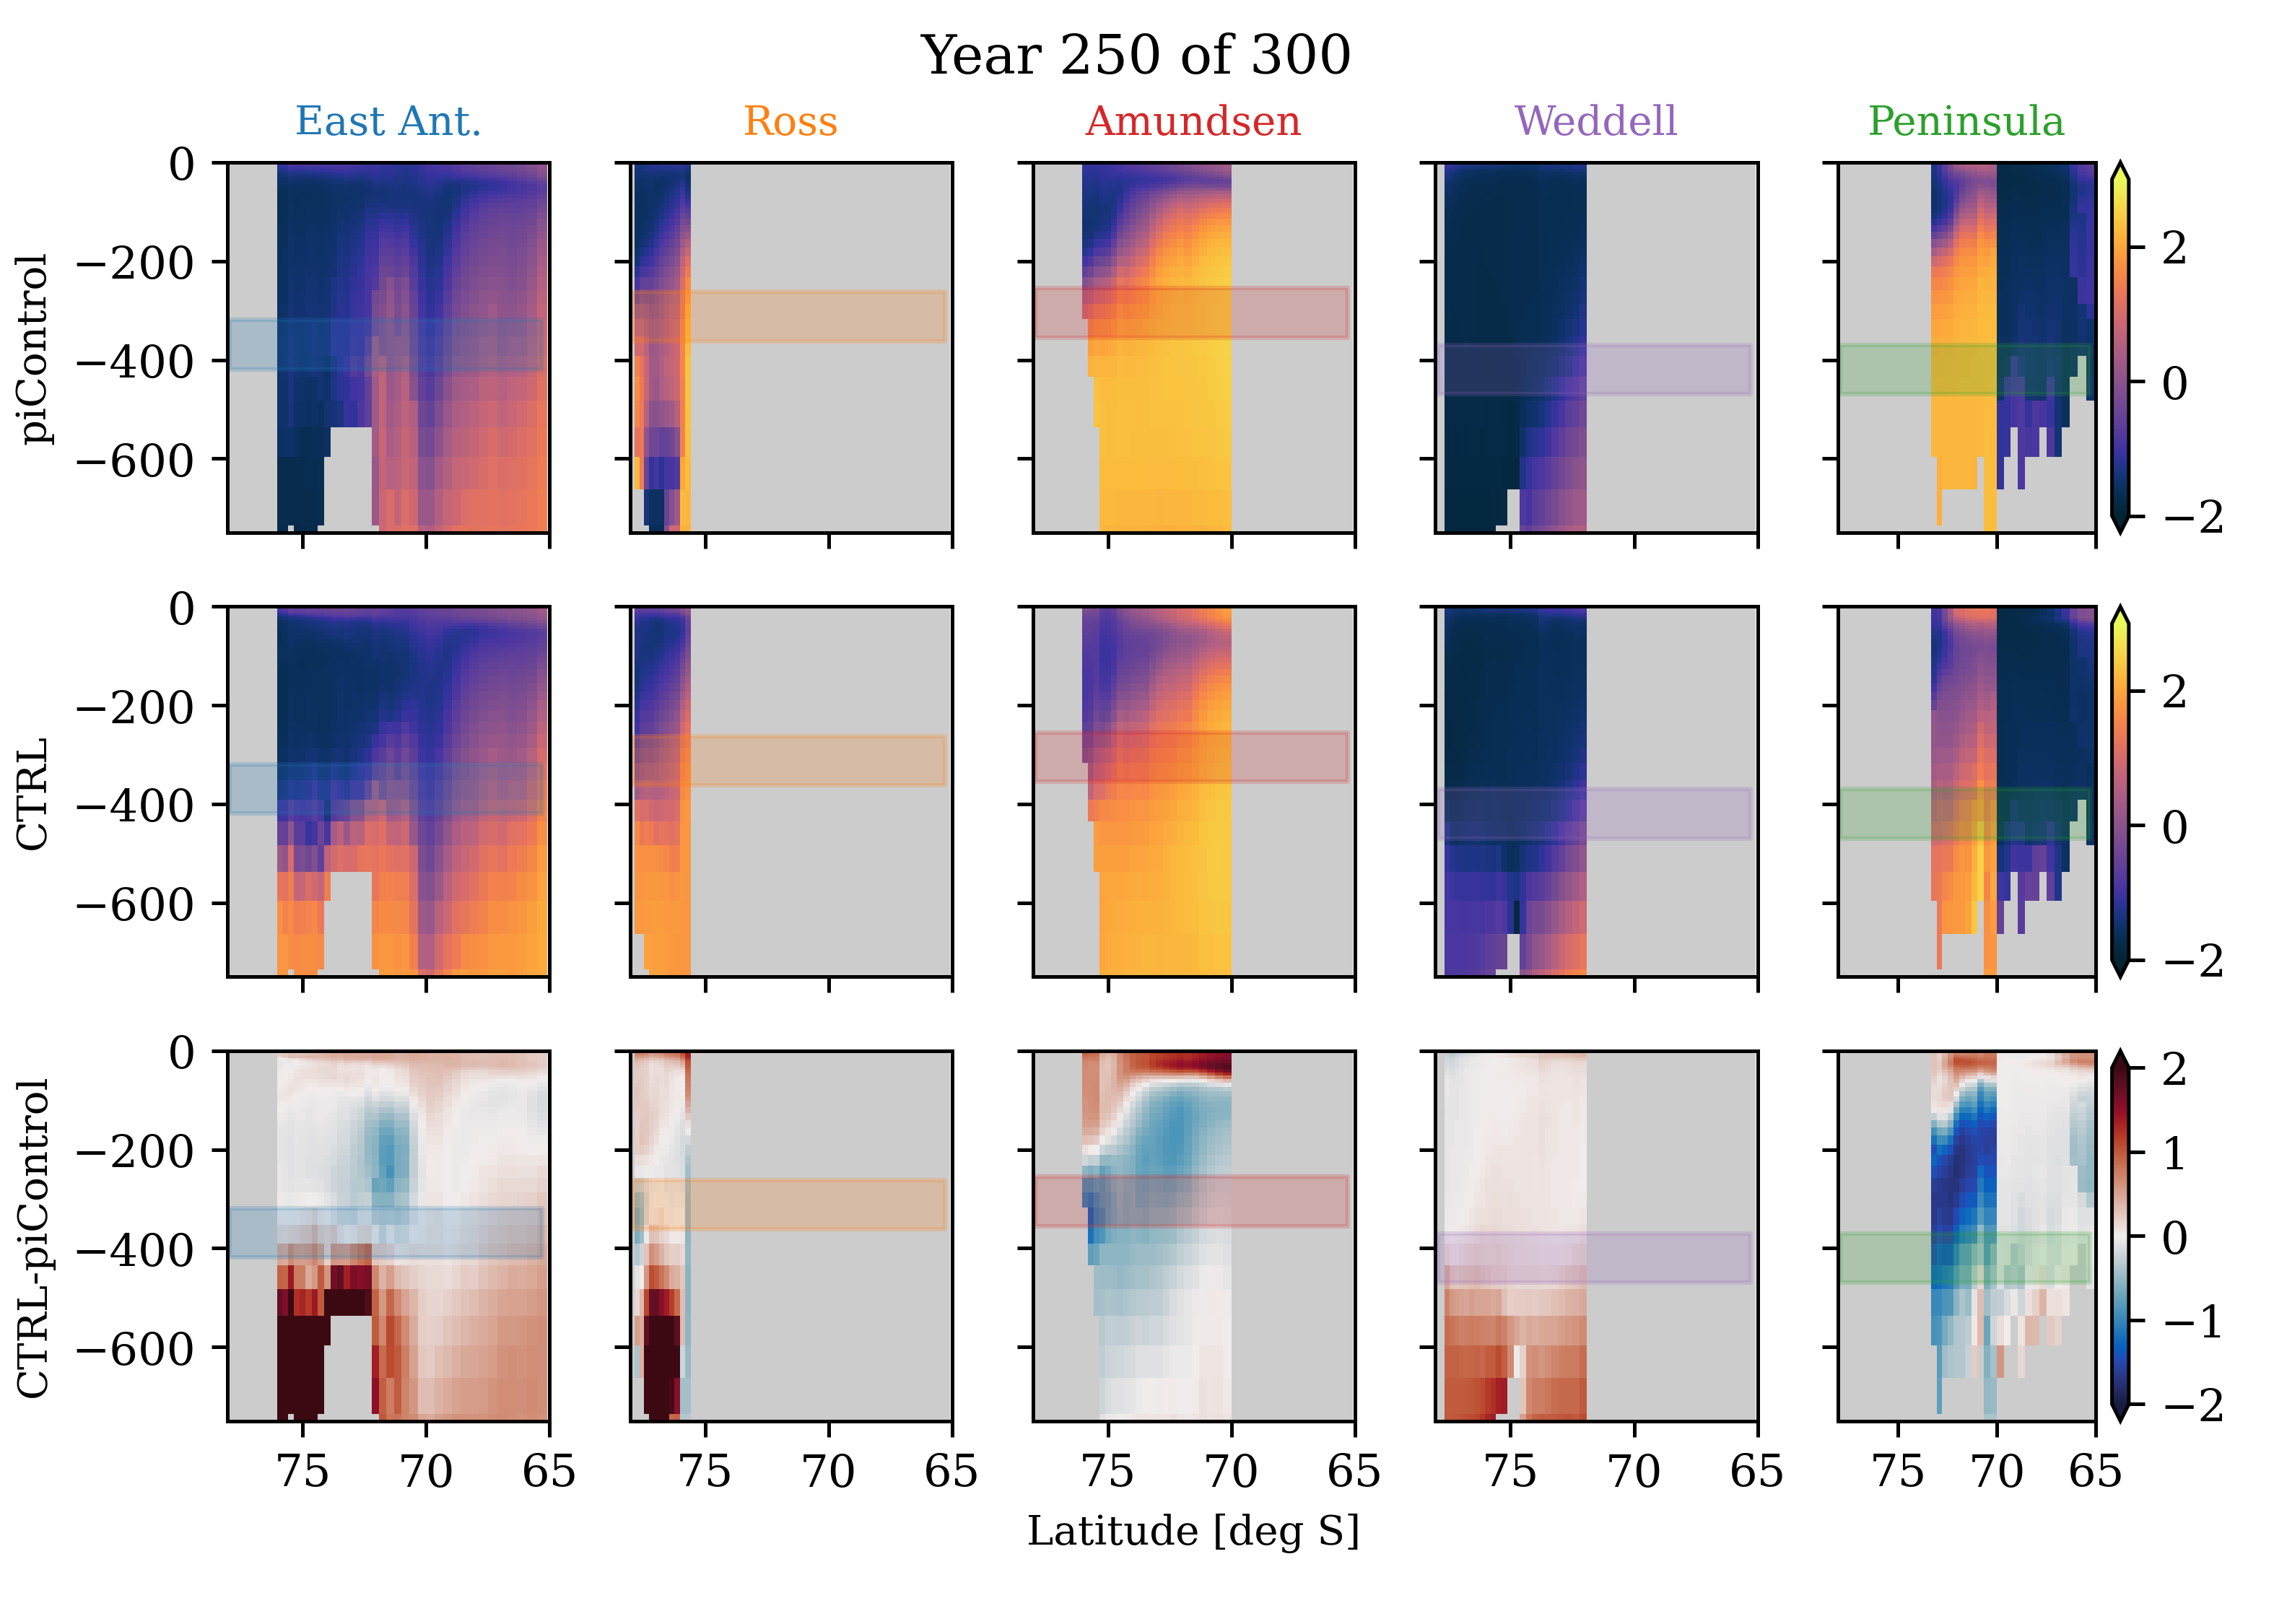 Year 250 of 300
East Ant.
Ross
Amundsen
Weddell
Peninsula
piControl
0
−200
−400
−600
2
0
−2
CTRL
0
−200
−400
−600
2
0
−2
CTRL-piControl
0
−200
−400
−600
2
1
0
−1
−2
75 70 65
75 70 65
75 70 65
75 70 65
75 70 65
Latitude [deg S]